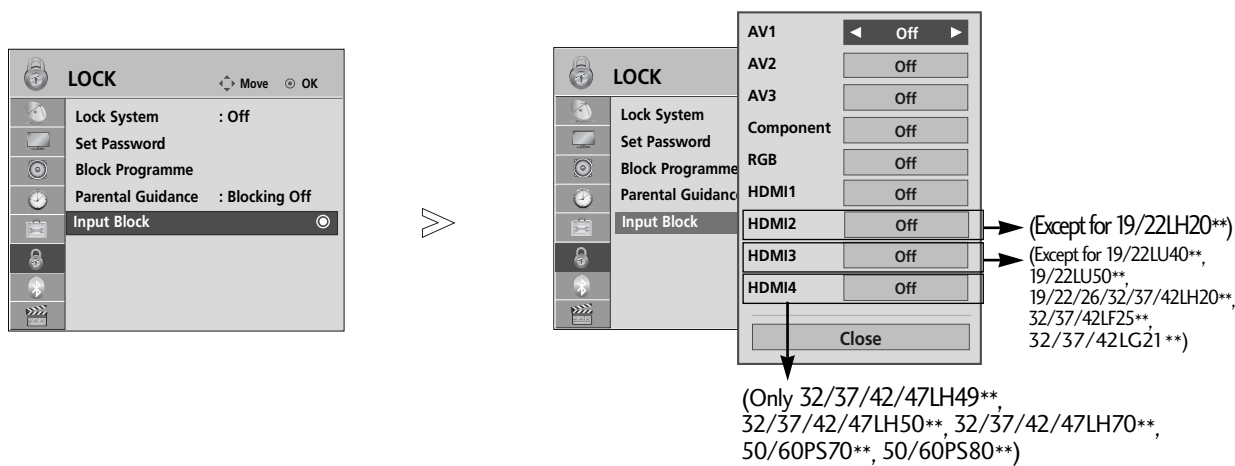 LOCK Move OK
Lock System : Off
Set Password
Block Programme
Parental Guidance : Blocking Off
Input Block
LOCK
Lock System
Set Password
Block Programme
Parental Guidanc
Input Block
AV1 Off
AV2 Off
AV3 Off
Component Off
RGB Off
HDMI1 Off
HDMI2 Off
HDMI3 Off
HDMI4 Off
Close
(Except for 19/22LH20**)
(Except for 19/22LU40**,
19/22LU50**,
19/22/26/32/37/42LH20**,
32/37/42LF25**,
32/37/42LG21**)
(Only 32/37/42/47LH49**,
32/37/42/47LH50**, 32/37/42/47LH70**,
50/60PS70**, 50/60PS80**)